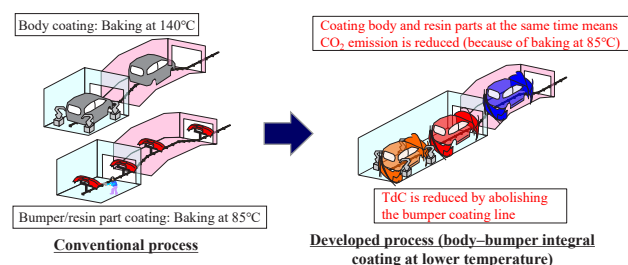 Body coating: Baking at 140℃
Bumper/resin part coating: Baking at 85℃
Conventional process
Coating body and resin parts at the same time means
CO₂ emission is reduced (because of baking at 85℃)
TdC is reduced by abolishing
the bumper coating line
Developed process (body–bumper integral
coating at lower temperature)